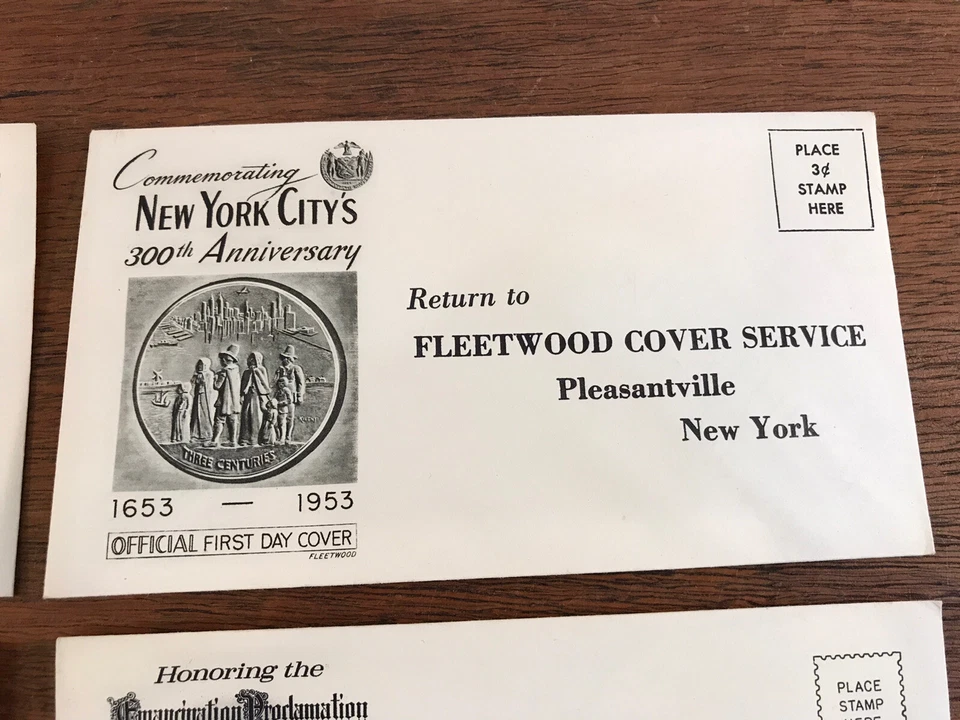 Commemorating
NEW YORK CITY'S
300th Anniversary
THREE CENTURIES
1653 — 1953
OFFICIAL FIRST DAY COVER
FLEETWOOD
PLACE
3¢
STAMP
HERE
Return to
FLEETWOOD COVER SERVICE
Pleasantville
New York
Honoring the
Emancipation Proclamation
PLACE
STAMP
HERE